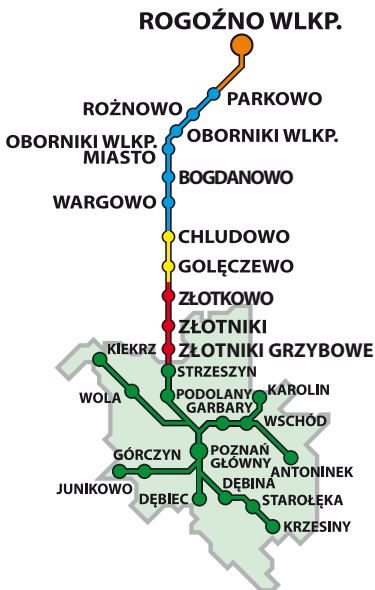 ROGOŹNO WLKP.
PARKOWO
ROŻNOWO
OBORNIKI WLKP.
OBORNIKI WLKP.
MIASTO
BOGDANOWO
WARGOWO
CHLUDOWO
GOLĘCZEWO
ZŁOTKOWO
ZŁOTNIKI
ZŁOTNIKI GRZYBOWE
KIEKRZ
STRZESZYN
WOLA
PODOLANY
KAROLIN
GARBARY
WSCHÓD
GÓRCZYN
POZNAŃ
GŁÓWNY
ANTONINEK
JUNIKOWO
DĘBINA
DĘBIEC
STAROŁĘKA
KRZESINY